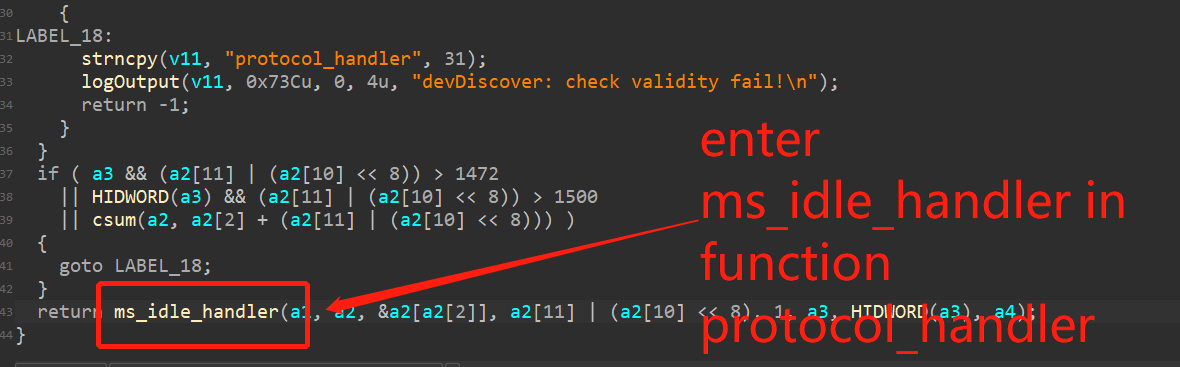 30 {
31 LABEL_18:
32 strncpy(v11, "protocol_handler", 31);
33 logOutput(v11, 0x73Cu, 0, 4u, "devDiscover: check validity fail!\n");
34 return -1;
35 }
36 }
37 if ( a3 && (a2[11] | (a2[10] << 8)) > 1472
38 || HIDWORD(a3) && (a2[11] | (a2[10] << 8)) > 1500
39 || csum(a2, a2[2] + (a2[11] | (a2[10] << 8))) )
40 {
41 goto LABEL_18;
42 }
43 return ms_idle_handler(a1, a2, &a2[a2[2]], a2[11] | (a2[10] << 8), 1, a3, HIDWORD(a3), a4);
44 }
enter
ms_idle_handler in
function
protocol_handler